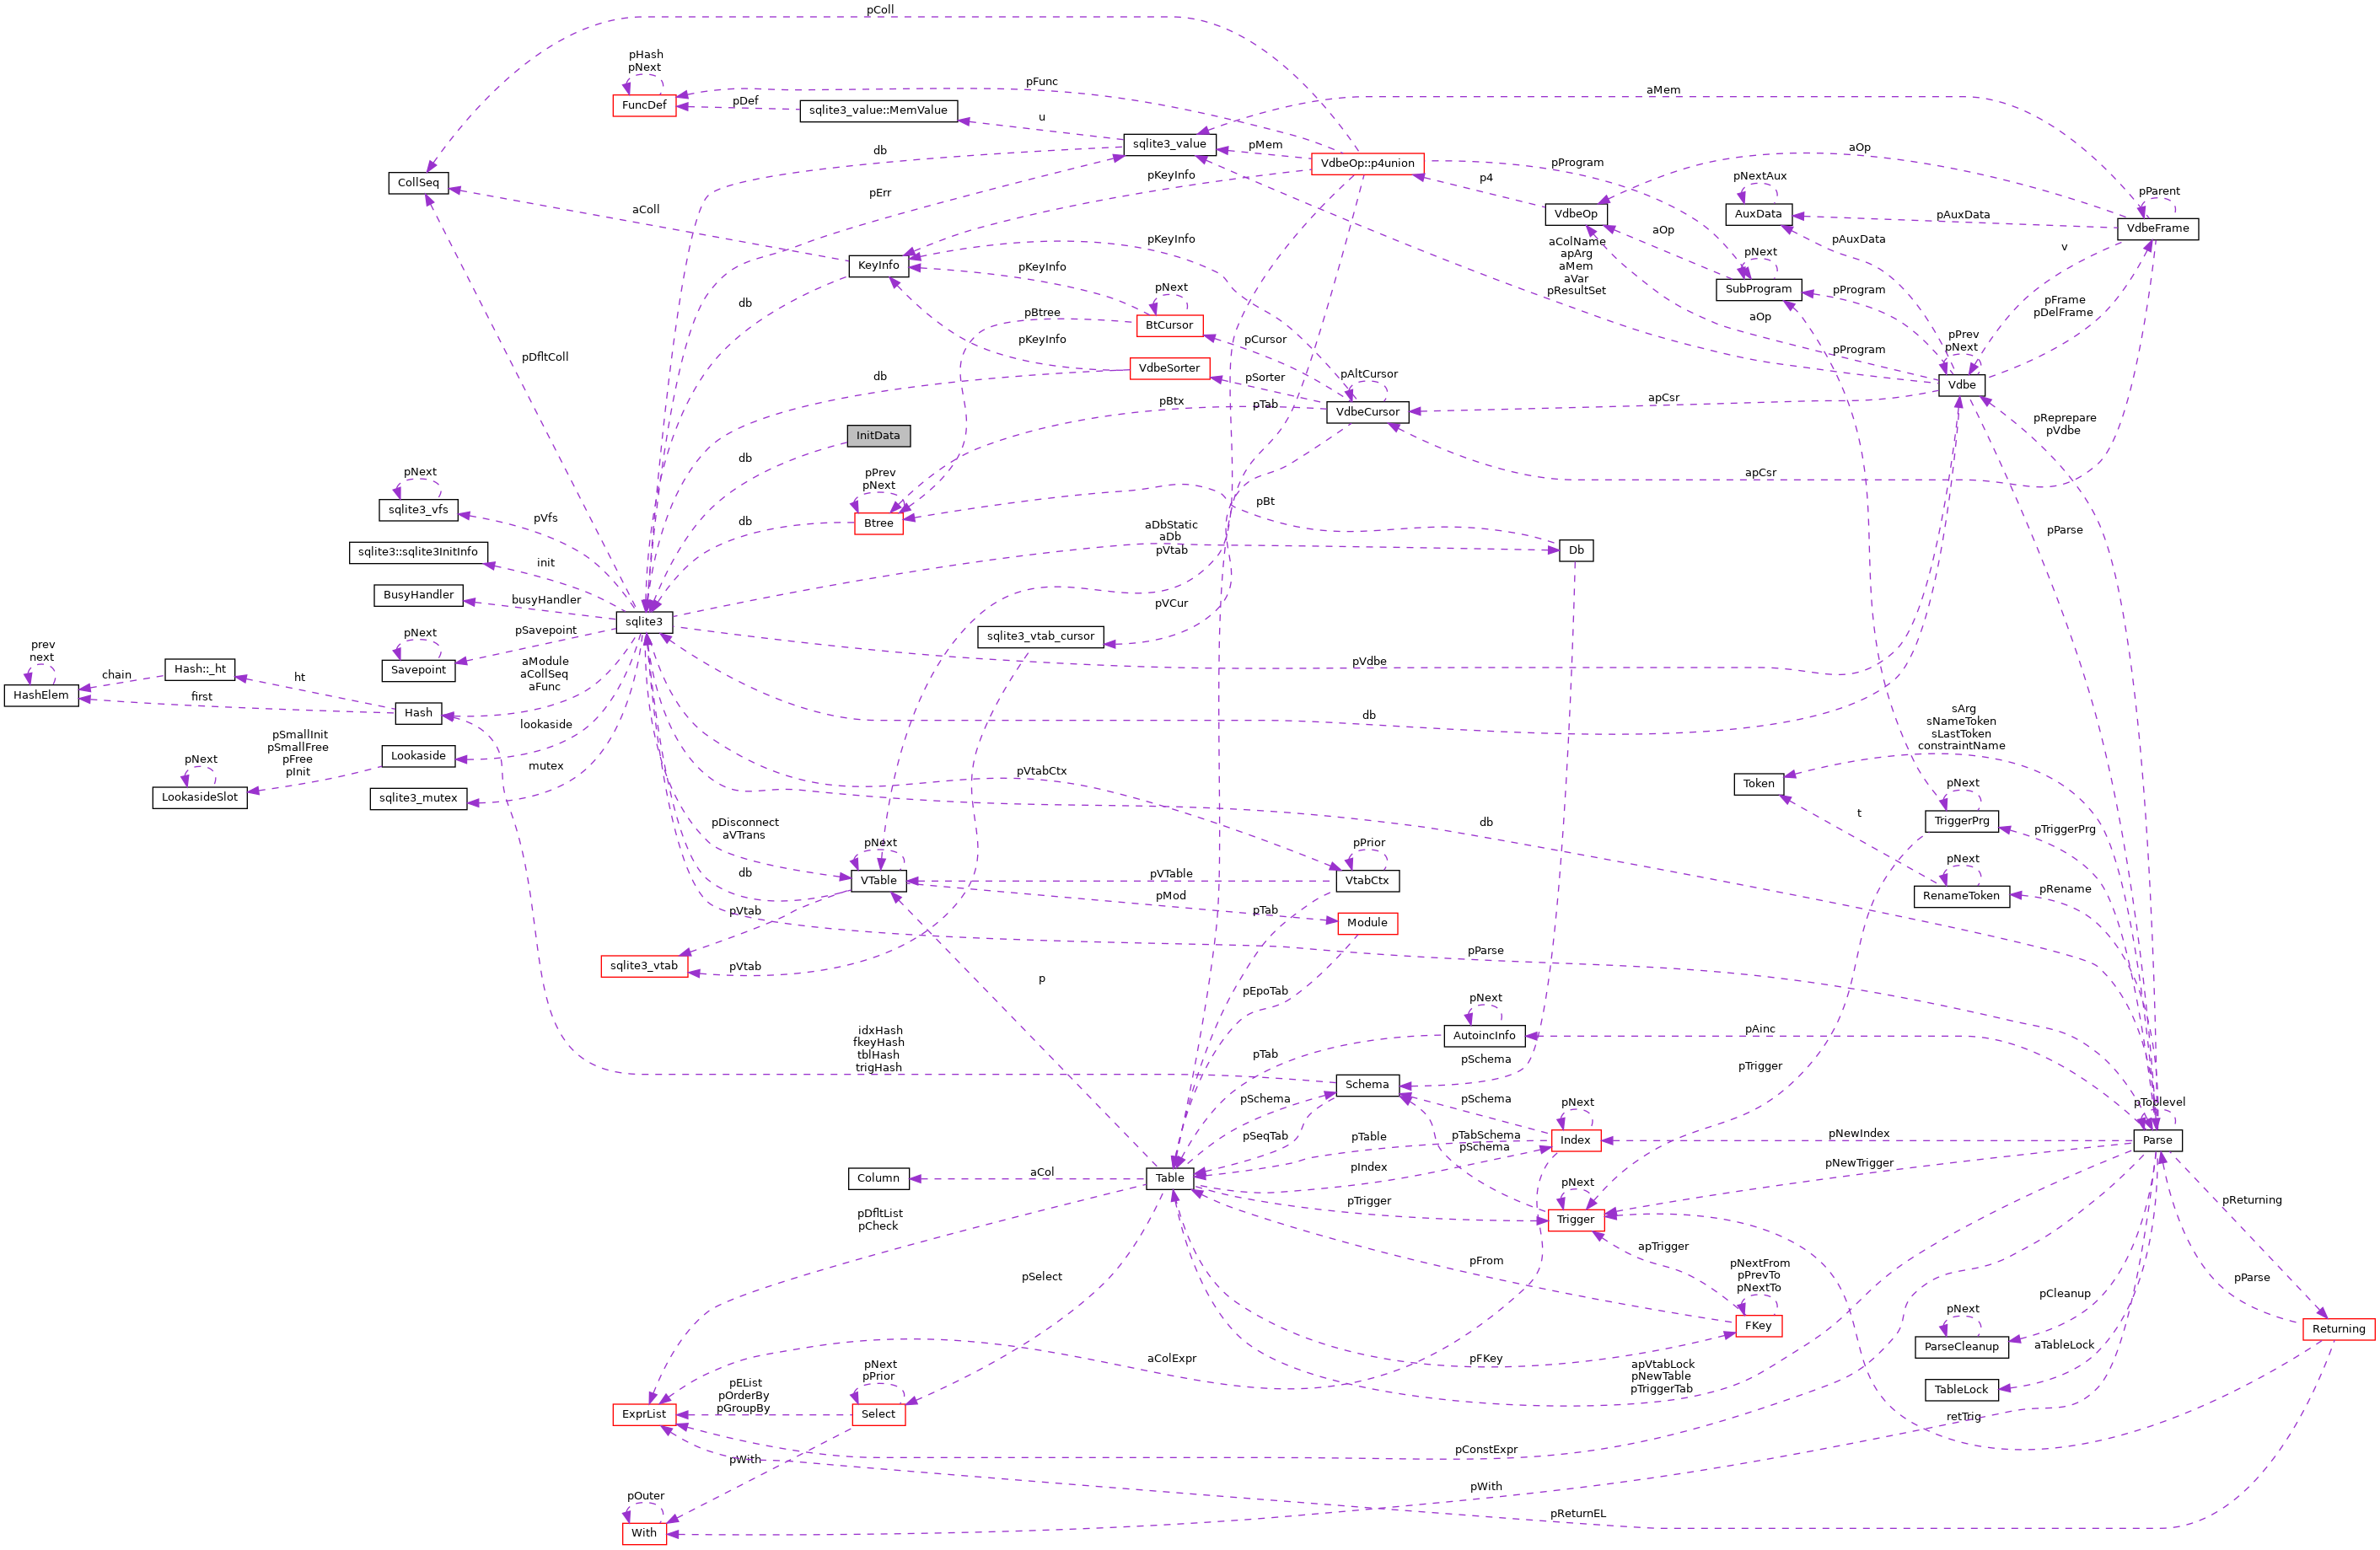 pColl
pHash
pNext
FuncDef
pDef
sqlite3_value::MemValue
pFunc
u
aMem
sqlite3_value
db
pMem
VdbeOp::p4union
pProgram
aOp
pNextAux
pParent
CollSeq
pErr
pKeyInfo
p4
VdbeOp
AuxData
pAuxData
VdbeFrame
aColl
pKeyInfo
aColName
apArg
aMem
aVar
pResultSet
aOp
pAuxData
v
KeyInfo
pKeyInfo
pNext
SubProgram
pProgram
pFrame
pDelFrame
db
pNext
BtCursor
pBtree
pKeyInfo
pCursor
aOp
pProgram
pPrev
pNext
pDfltColl
db
VdbeSorter
pSorter
pAltCursor
Vdbe
pBtx
pTab
VdbeCursor
apCsr
pReprepare
pVdbe
InitData
db
apCsr
pNext
sqlite3_vfs
pVfs
pPrev
pNext
Btree
db
pBt
aDbStatic
aDb
pVtab
Db
pParse
sqlite3::sqlite3InitInfo
init
BusyHandler
busyHandler
pVCur
sqlite3
pSavepoint
pNext
Savepoint
sqlite3_vtab_cursor
pVdbe
prev
next
HashElem
chain
Hash::_ht
first
ht
Hash
aModule
aCollSeq
aFunc
db
lookaside
Lookaside
pSmallInit
pSmallFree
pFree
pInit
pNext
LookasideSlot
mutex
sqlite3_mutex
pVtabCtx
sArg
sNameToken
sLastToken
constraintName
Token
pNext
TriggerPrg
pTriggerPrg
t
db
pDisconnect
aVTrans
pNext
VTable
db
pVTable
pMod
pPrior
VtabCtx
pNext
RenameToken
pRename
pVtab
pTab
Module
sqlite3_vtab
pVtab
pParse
p
pEpoTab
pNext
AutoincInfo
pAinc
idxHash
fkeyHash
tblHash
trigHash
pTab
pSchema
pTrigger
Schema
pSchema
pSchema
pNext
pToplevel
pSeqTab
pTable
pTabSchema
pSchema
Index
pNewIndex
Parse
Column
aCol
Table
pIndex
pNewTrigger
pNext
Trigger
pTrigger
pReturning
pDfltList
pCheck
apTrigger
pFrom
pNextFrom
pPrevTo
pNextTo
FKey
pSelect
pParse
pCleanup
pNext
ParseCleanup
Returning
aTableLock
pFKey
aColExpr
apVtabLock
pNewTable
pTriggerTab
TableLock
pNext
pPrior
pEList
pOrderBy
pGroupBy
ExprList
Select
retTrig
pConstExpr
pWith
pWith
pOuter
With
pReturnEL